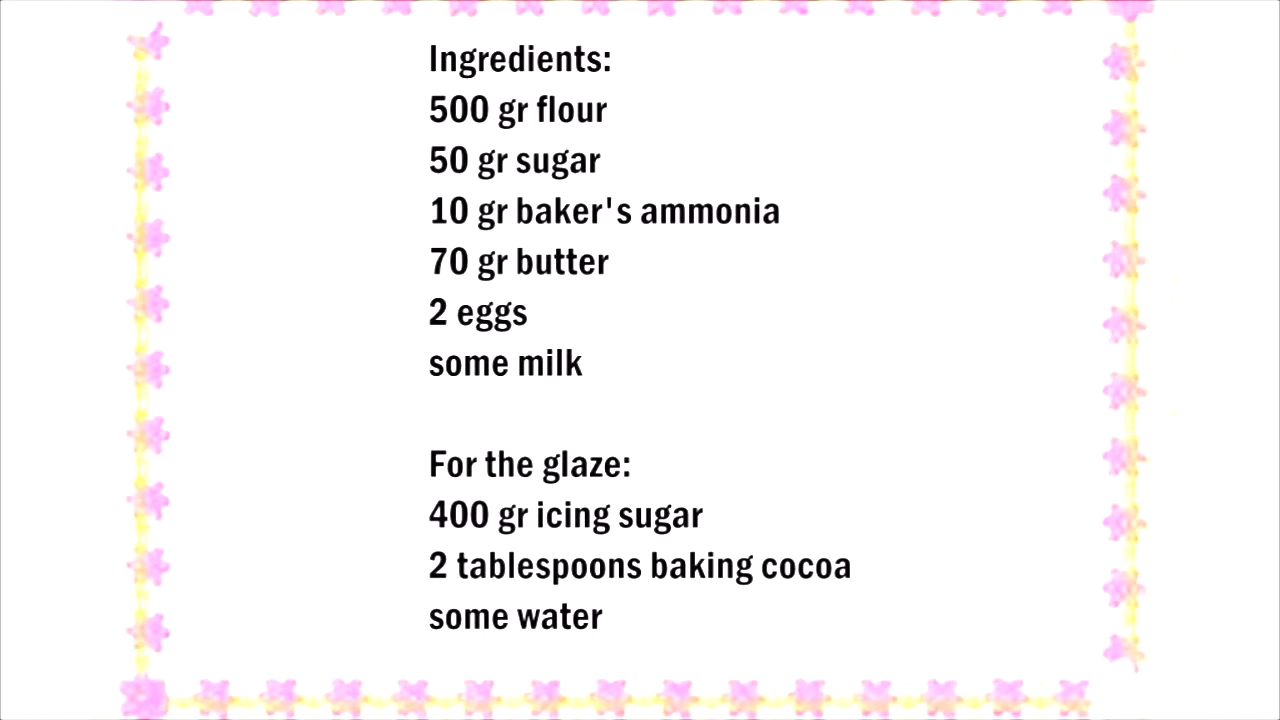 Ingredients:
500 gr flour
50 gr sugar
10 gr baker's ammonia
70 gr butter
2 eggs
some milk
For the glaze:
400 gr icing sugar
2 tablespoons baking cocoa
some water